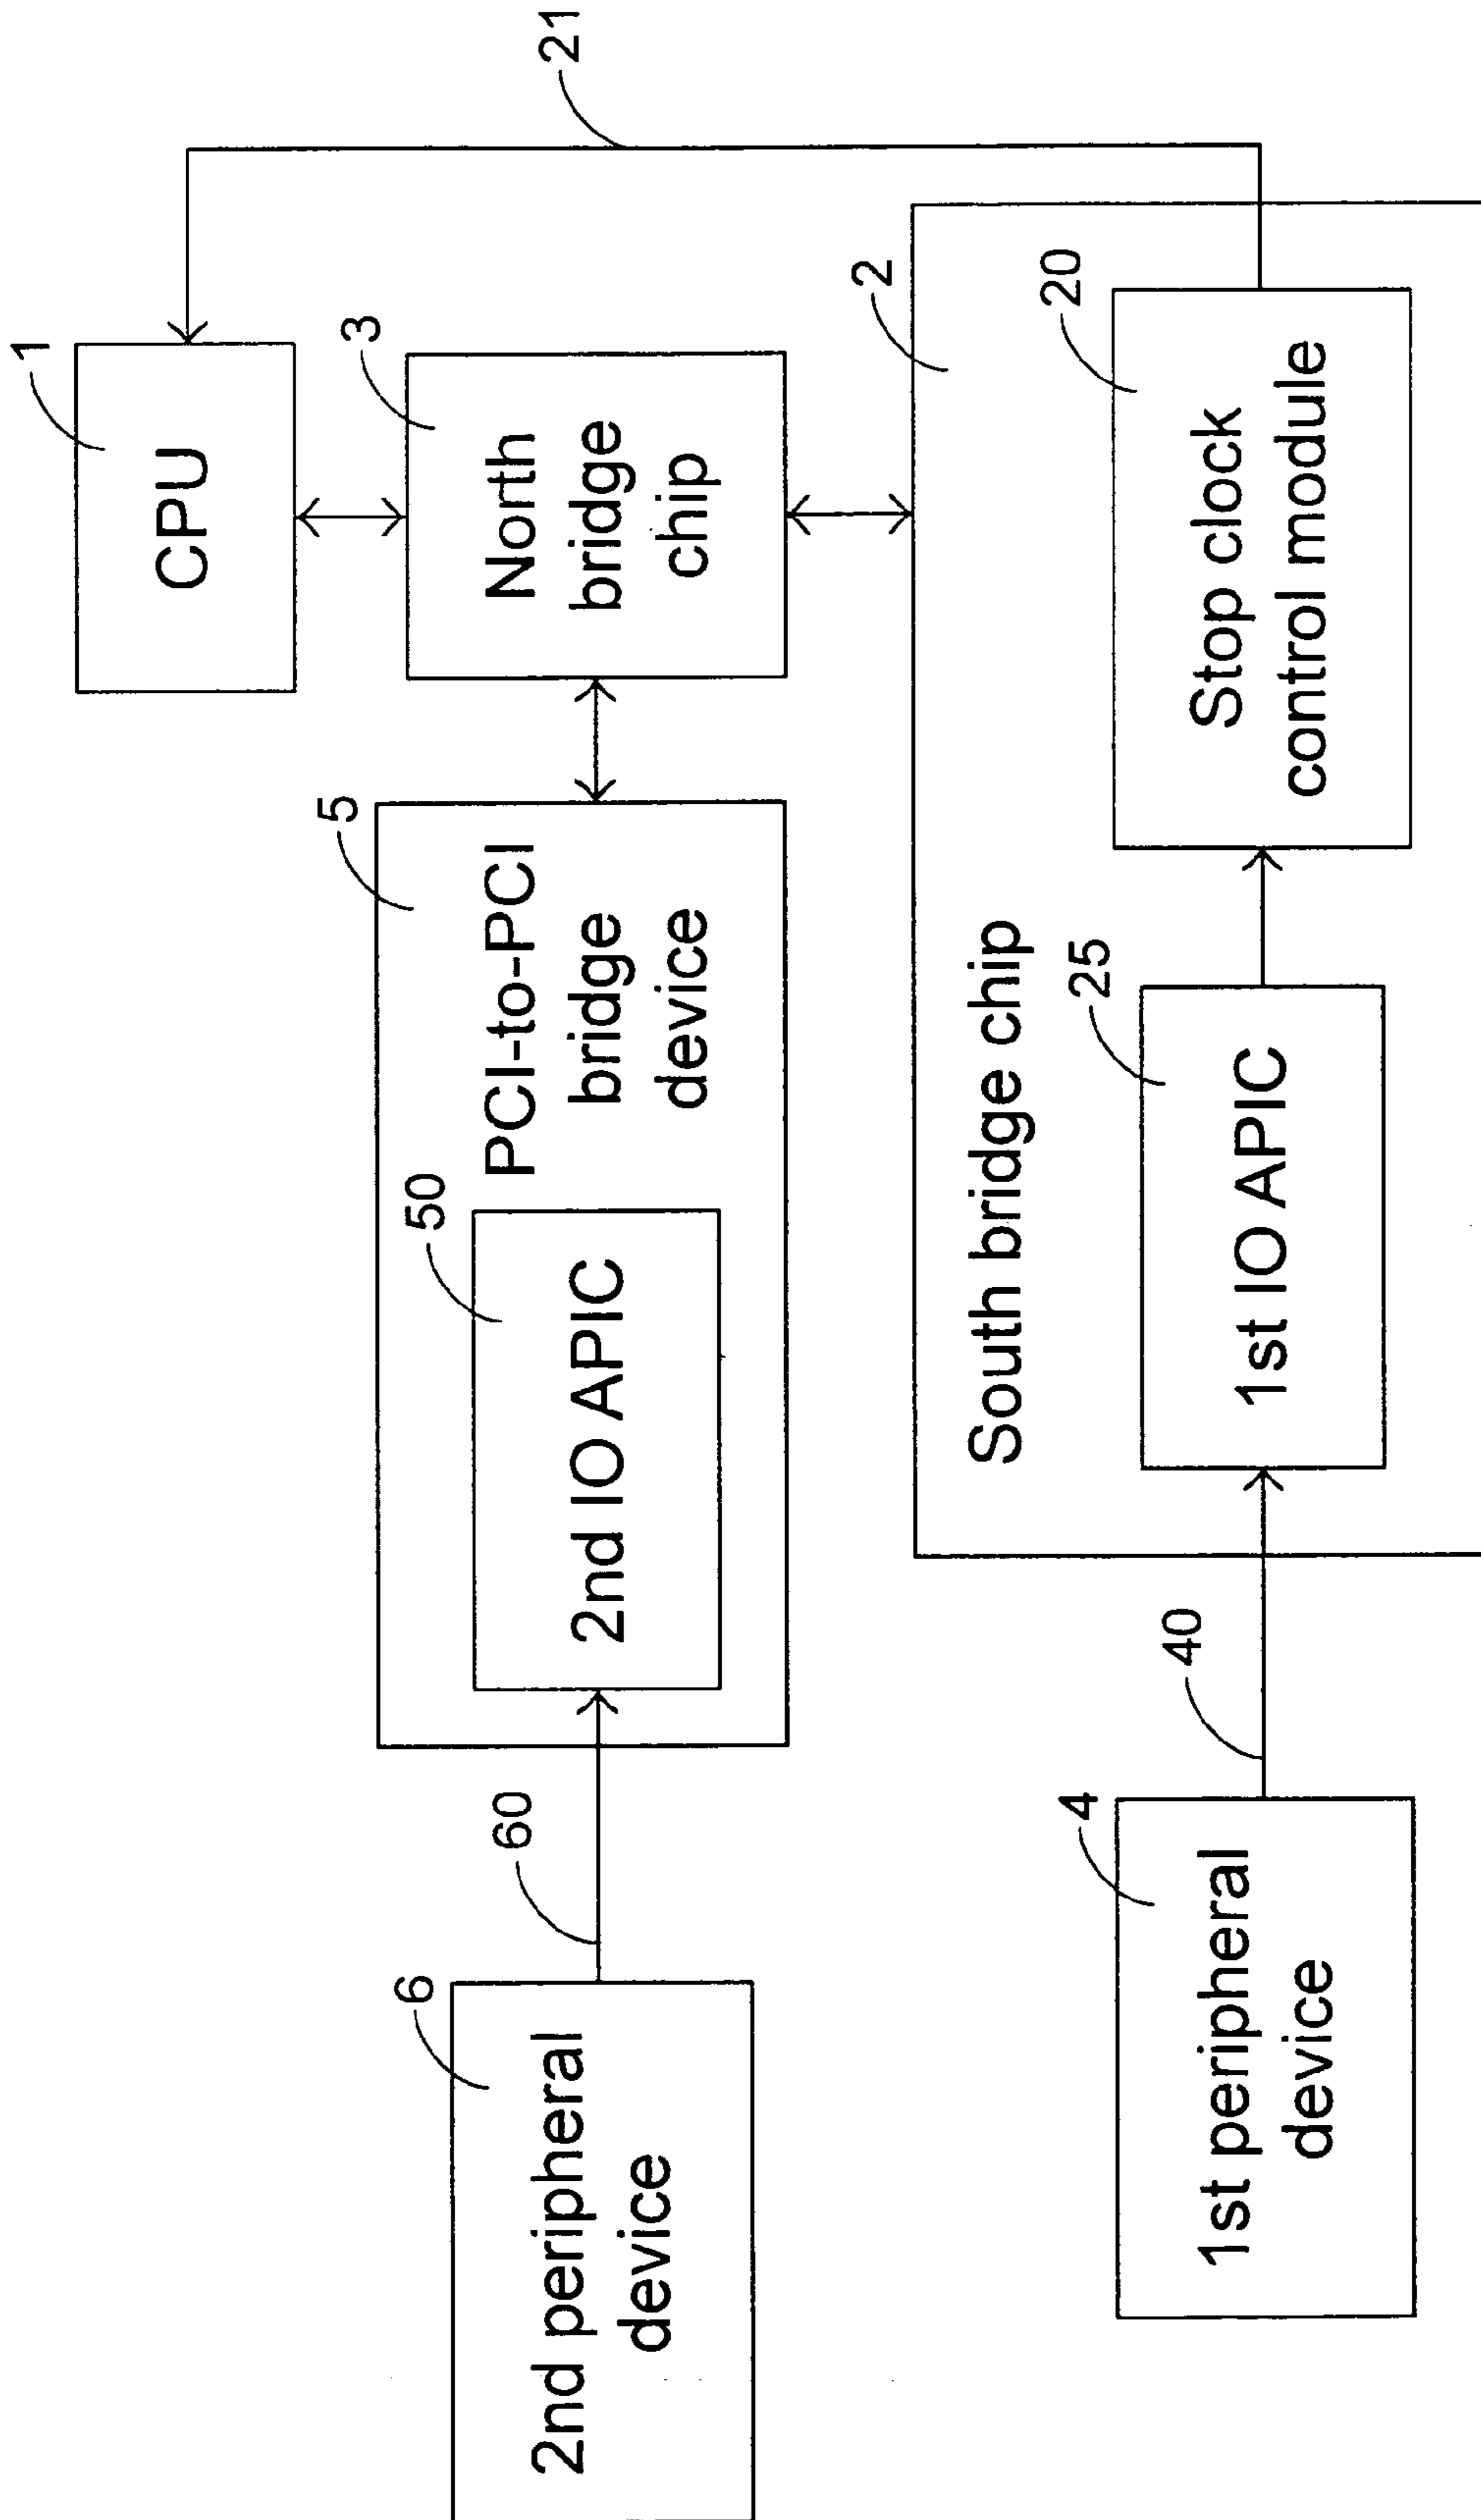 1
CPU
21
3
North
bridge
chip
5
PCI-to-PCI
bridge
device
50
2nd IO APIC
60
6
2nd peripheral
device
2
South bridge chip
20
Stop clock
control module
25
1st IO APIC
40
4
1st peripheral
device